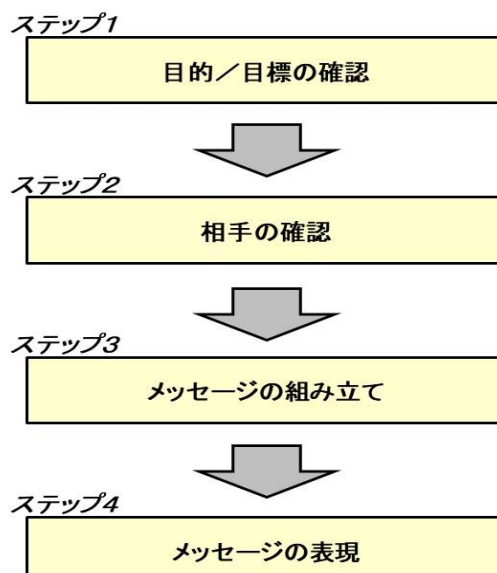 ステップ1
目的／目標の確認
ステップ2
相手の確認
ステップ3
メッセージの組み立て
ステップ4
メッセージの表現